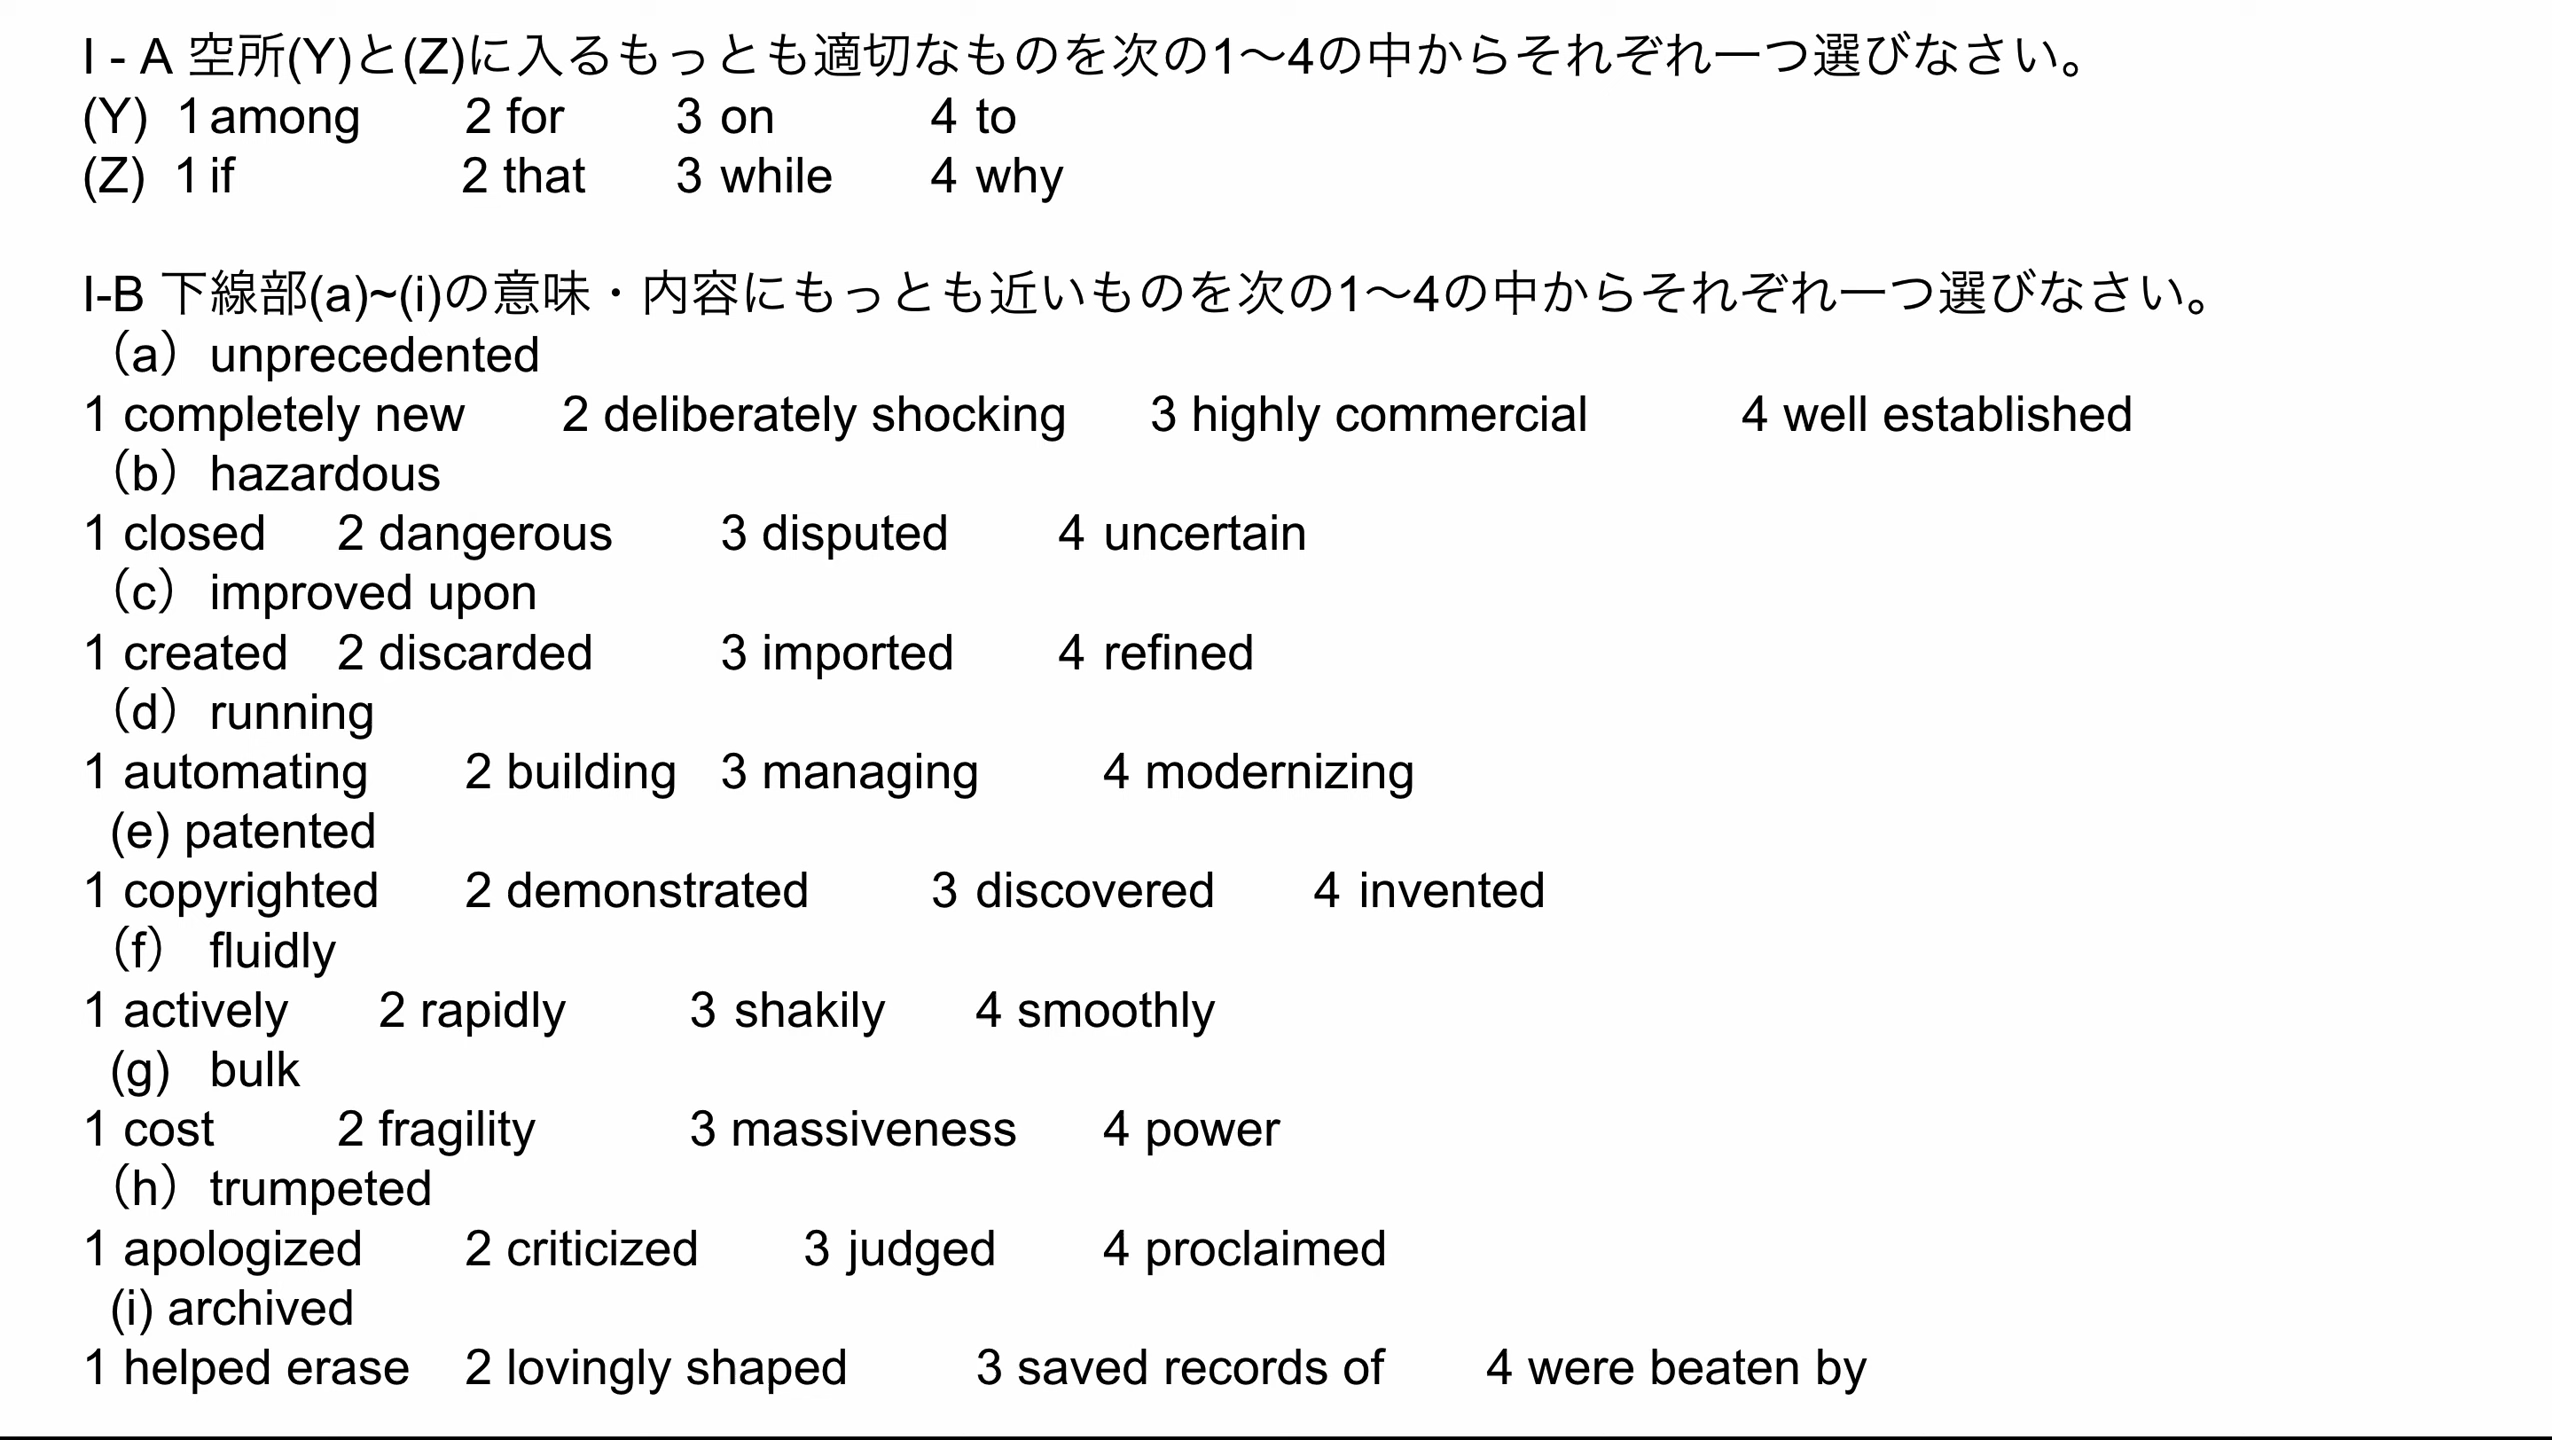 I - A 空所(Y)と(Z)に入るもっとも適切なものを次の1〜4の中からそれぞれ一つ選びなさい。
(Y) 1 among 2 for 3 on 4 to
(Z) 1 if 2 that 3 while 4 why
I-B 下線部(a)~(i)の意味・内容にもっとも近いものを次の1〜4の中からそれぞれ一つ選びなさい。
（a）unprecedented
1 completely new 2 deliberately shocking 3 highly commercial 4 well established
（b）hazardous
1 closed 2 dangerous 3 disputed 4 uncertain
（c）improved upon
1 created 2 discarded 3 imported 4 refined
（d）running
1 automating 2 building 3 managing 4 modernizing
(e) patented
1 copyrighted 2 demonstrated 3 discovered 4 invented
（f） fluidly
1 actively 2 rapidly 3 shakily 4 smoothly
(g) bulk
1 cost 2 fragility 3 massiveness 4 power
（h）trumpeted
1 apologized 2 criticized 3 judged 4 proclaimed
(i) archived
1 helped erase 2 lovingly shaped 3 saved records of 4 were beaten by